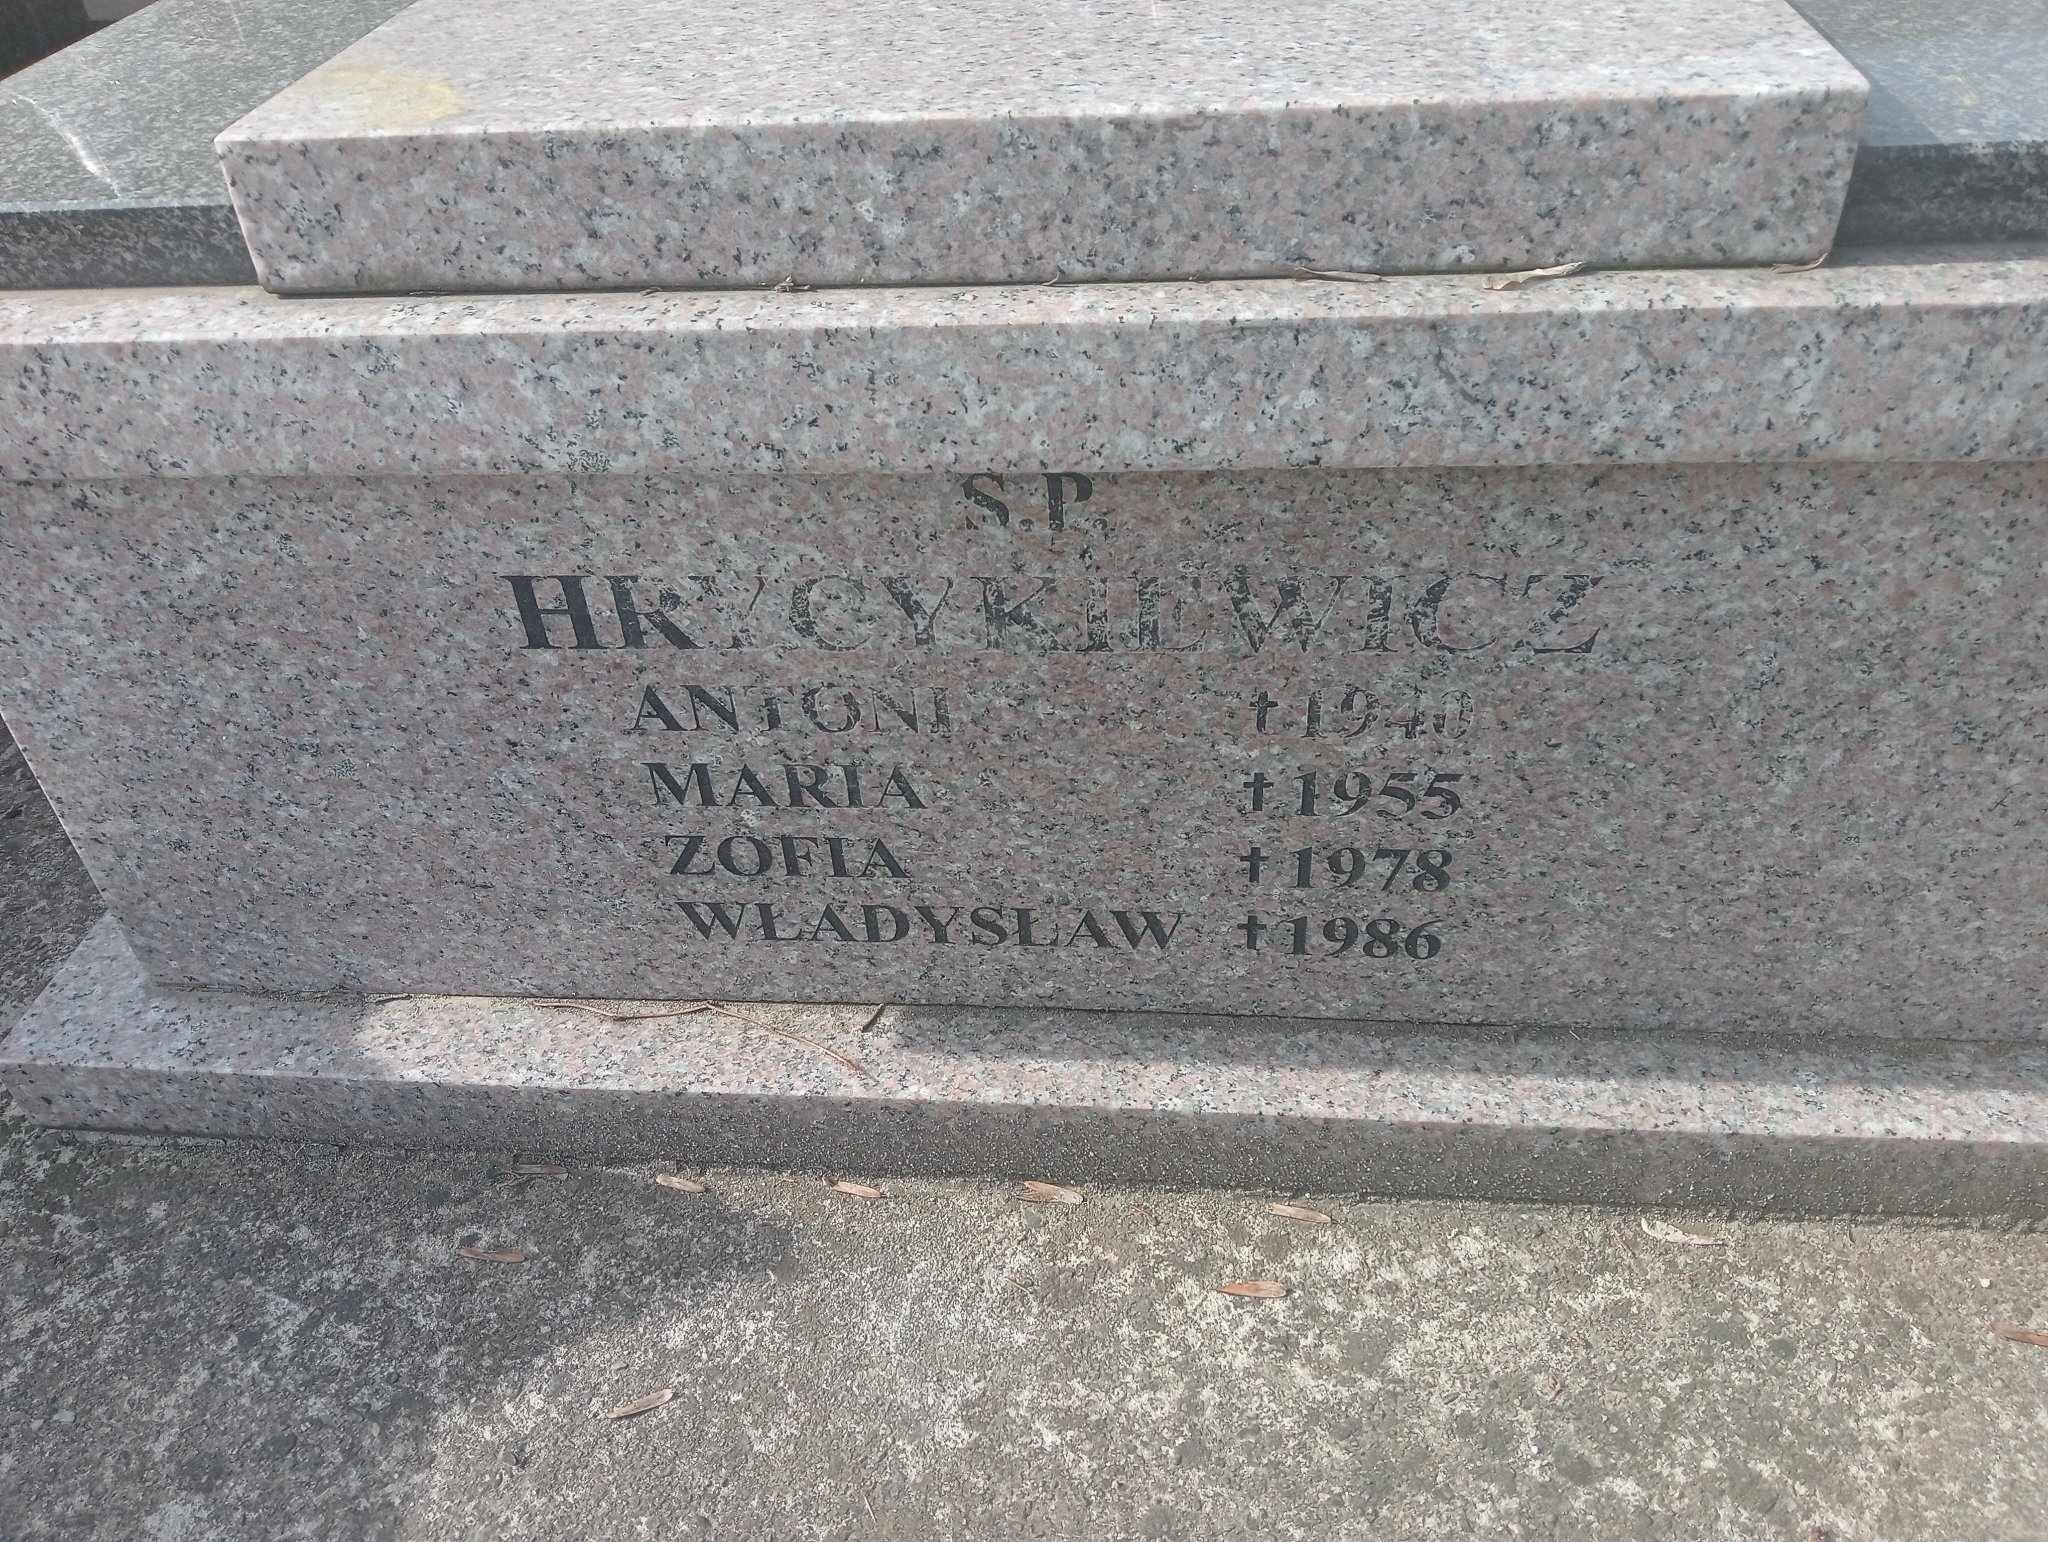 S.P.
HRYCYKIEWICZ
ANTONI †1940
MARIA †1955
ZOFIA †1978
WŁADYSŁAW †1986